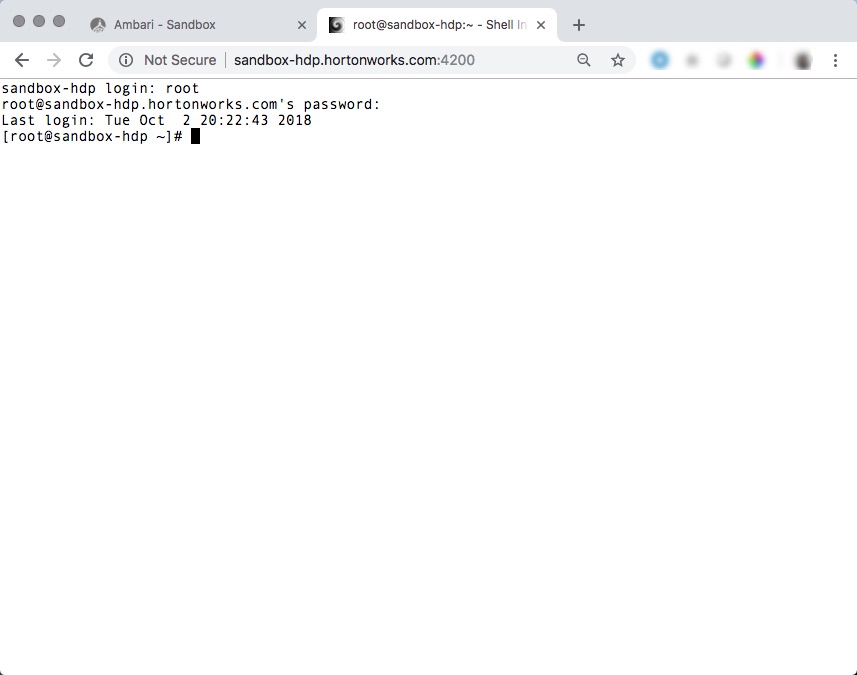 Ambari - Sandbox
root@sandbox-hdp:~ - Shell In
Not Secure
sandbox-hdp.hortonworks.com:4200
sandbox-hdp login: root
root@sandbox-hdp.hortonworks.com's password:
Last login: Tue Oct  2 20:22:43 2018
[root@sandbox-hdp ~]#